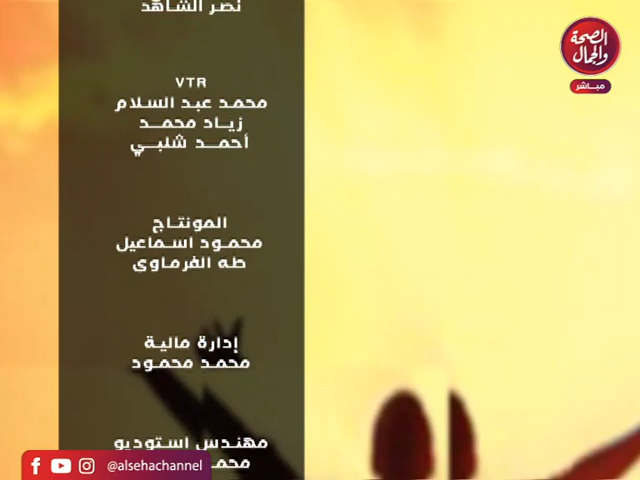 نصر الشاهد
الصحة
والجمال
مباشر
VTR
محمد عبد السلام
زياد محمد
أحمد شلبي
المونتاج
محمود اسماعيل
طه الفرماوى
إدارة مالية
محمد محمود
مهندس استوديو
@alsehachannel